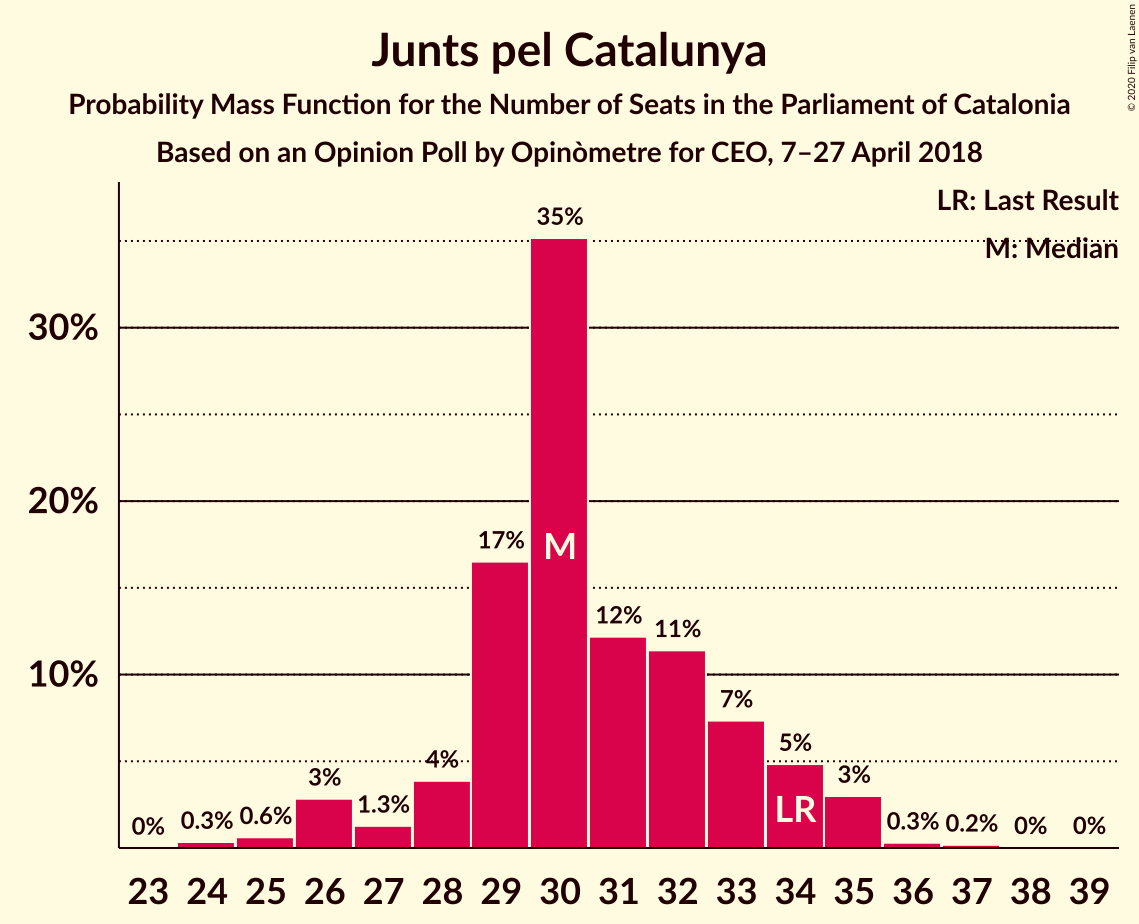 Junts pel Catalunya
Probability Mass Function for the Number of Seats in the Parliament of Catalonia
Based on an Opinion Poll by Opinòmetre for CEO, 7–27 April 2018
© 2020 Filip van Laenen
LR: Last Result
M: Median
30%
20%
10%
0%
0.3%
0.6%
3%
1.3%
4%
17%
35%
12%
11%
7%
5%
3%
0.3%
0.2%
0%
0%
M
LR
23 24 25 26 27 28 29 30 31 32 33 34 35 36 37 38 39